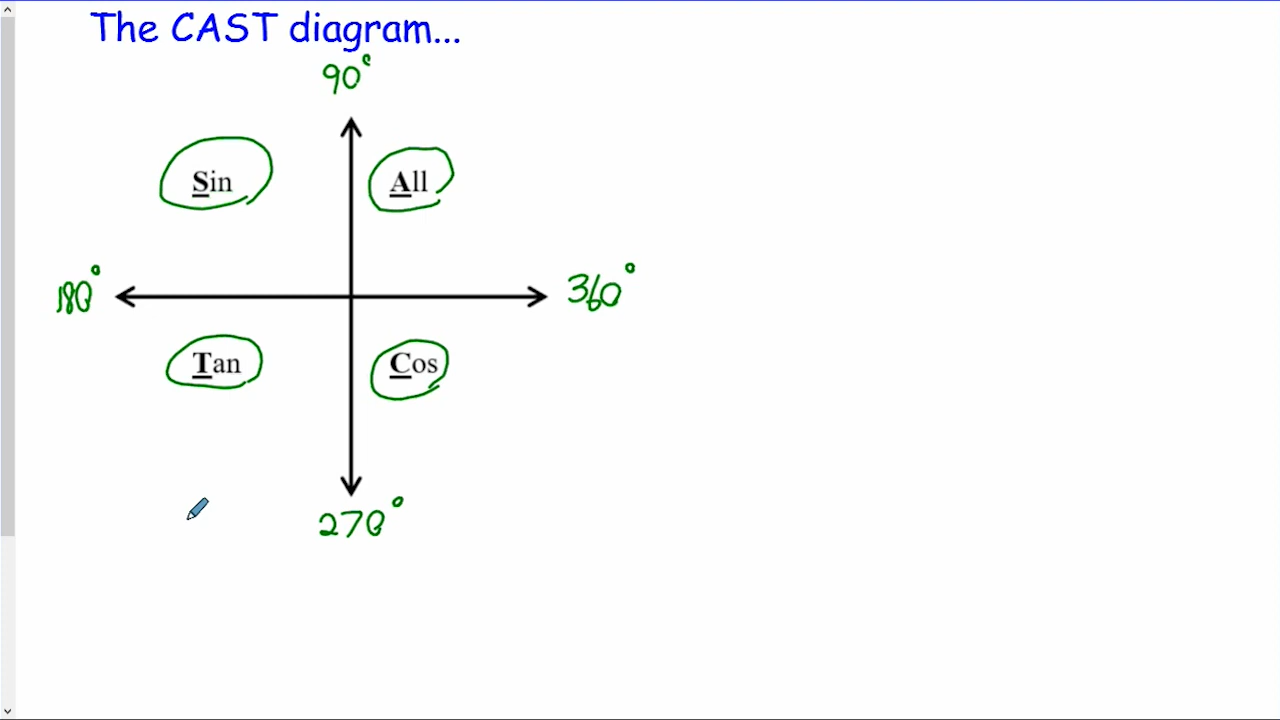 The CAST diagram...
90°
Sin
All
180°
360°
Tan
Cos
270°